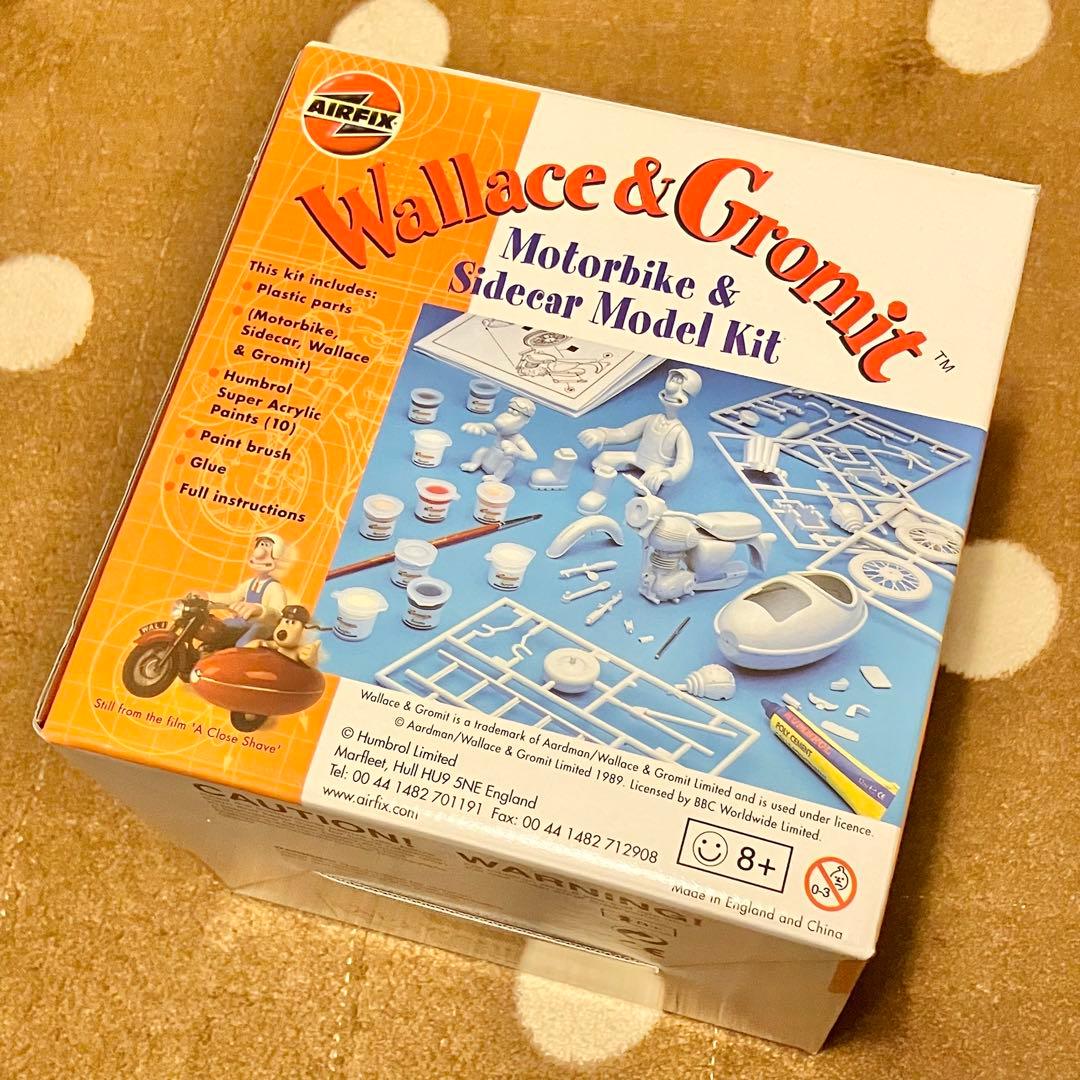 AIRFIX
Wallace & Gromit™
Motorbike &
Sidecar Model Kit
This kit includes:
Plastic parts
(Motorbike,
Sidecar, Wallace
& Gromit)
Humbrol
Super Acrylic
Paints (10)
Paint brush
Glue
Full instructions
WAL 1
Still from the film 'A Close Shave'
POLY CEMENT
Wallace & Gromit is a trademark of Aardman/Wallace & Gromit Limited and is used under licence.
© Aardman/Wallace & Gromit Limited 1989. Licensed by BBC Worldwide Limited.
© Humbrol Limited
Marfleet, Hull HU9 5NE England
Tel: 00 44 1482 701191 Fax: 00 44 1482 712908
www.airfix.com
8+
0-3
Made in England and China
CAUTION! WARNING!
CE